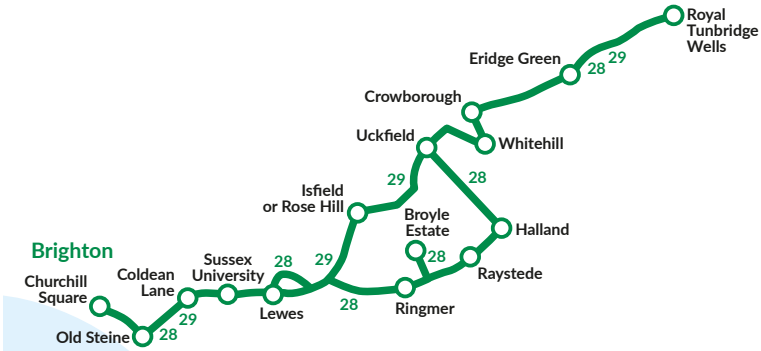 Royal
Tunbridge
Wells
Eridge Green
28 29
Crowborough
Uckfield
Whitehill
29
28
Isfield
or Rose Hill
Broyle
Estate
Halland
28
Raystede
Brighton
Sussex
University
28
29
Coldean
Lane
Churchill
Square
28
Lewes
Ringmer
29
28
Old Steine